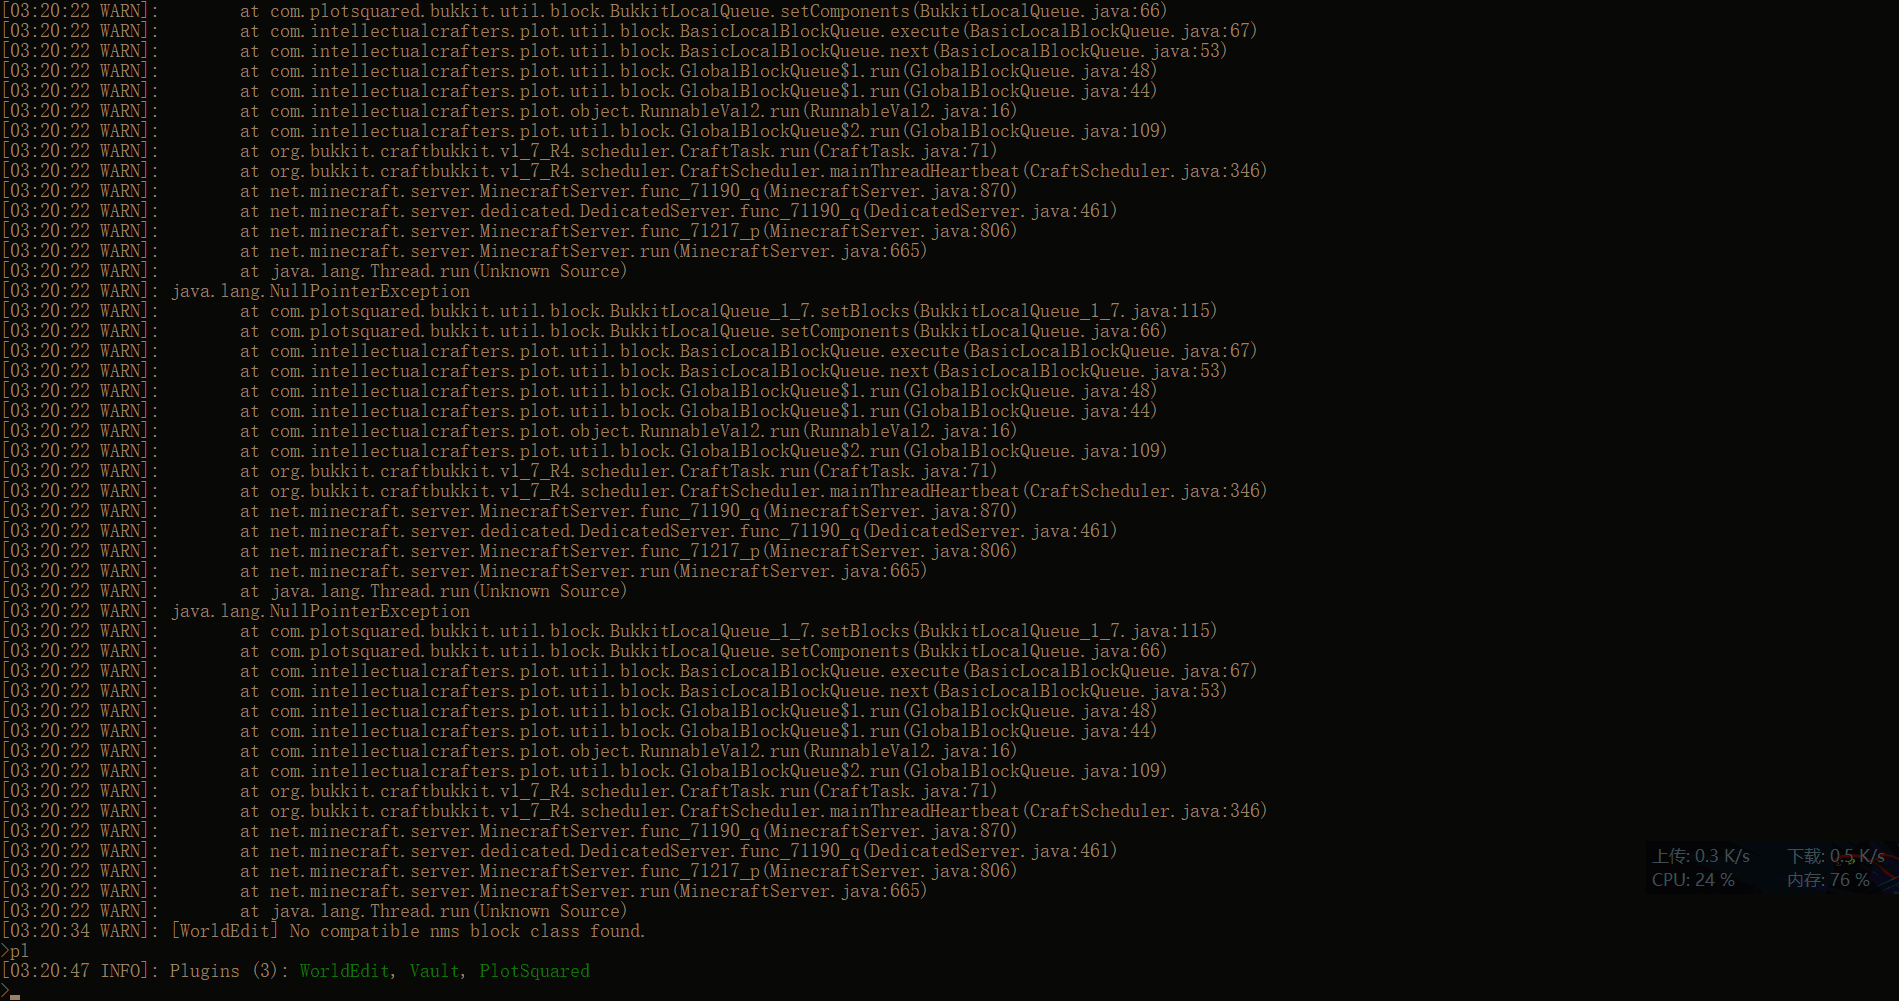 [03:20:22 WARN]:        at com.plotsquared.bukkit.util.block.BukkitLocalQueue.setComponents(BukkitLocalQueue.java:66)
[03:20:22 WARN]:        at com.intellectualcrafters.plot.util.block.BasicLocalBlockQueue.execute(BasicLocalBlockQueue.java:67)
[03:20:22 WARN]:        at com.intellectualcrafters.plot.util.block.BasicLocalBlockQueue.next(BasicLocalBlockQueue.java:53)
[03:20:22 WARN]:        at com.intellectualcrafters.plot.util.block.GlobalBlockQueue$1.run(GlobalBlockQueue.java:48)
[03:20:22 WARN]:        at com.intellectualcrafters.plot.util.block.GlobalBlockQueue$1.run(GlobalBlockQueue.java:44)
[03:20:22 WARN]:        at com.intellectualcrafters.plot.object.RunnableVal2.run(RunnableVal2.java:16)
[03:20:22 WARN]:        at com.intellectualcrafters.plot.util.block.GlobalBlockQueue$2.run(GlobalBlockQueue.java:109)
[03:20:22 WARN]:        at org.bukkit.craftbukkit.v1_7_R4.scheduler.CraftTask.run(CraftTask.java:71)
[03:20:22 WARN]:        at org.bukkit.craftbukkit.v1_7_R4.scheduler.CraftScheduler.mainThreadHeartbeat(CraftScheduler.java:346)
[03:20:22 WARN]:        at net.minecraft.server.MinecraftServer.func_71190_q(MinecraftServer.java:870)
[03:20:22 WARN]:        at net.minecraft.server.dedicated.DedicatedServer.func_71190_q(DedicatedServer.java:461)
[03:20:22 WARN]:        at net.minecraft.server.MinecraftServer.func_71217_p(MinecraftServer.java:806)
[03:20:22 WARN]:        at net.minecraft.server.MinecraftServer.run(MinecraftServer.java:665)
[03:20:22 WARN]:        at java.lang.Thread.run(Unknown Source)
[03:20:22 WARN]: java.lang.NullPointerException
[03:20:22 WARN]:        at com.plotsquared.bukkit.util.block.BukkitLocalQueue_1_7.setBlocks(BukkitLocalQueue_1_7.java:115)
[03:20:22 WARN]:        at com.plotsquared.bukkit.util.block.BukkitLocalQueue.setComponents(BukkitLocalQueue.java:66)
[03:20:22 WARN]:        at com.intellectualcrafters.plot.util.block.BasicLocalBlockQueue.execute(BasicLocalBlockQueue.java:67)
[03:20:22 WARN]:        at com.intellectualcrafters.plot.util.block.BasicLocalBlockQueue.next(BasicLocalBlockQueue.java:53)
[03:20:22 WARN]:        at com.intellectualcrafters.plot.util.block.GlobalBlockQueue$1.run(GlobalBlockQueue.java:48)
[03:20:22 WARN]:        at com.intellectualcrafters.plot.util.block.GlobalBlockQueue$1.run(GlobalBlockQueue.java:44)
[03:20:22 WARN]:        at com.intellectualcrafters.plot.object.RunnableVal2.run(RunnableVal2.java:16)
[03:20:22 WARN]:        at com.intellectualcrafters.plot.util.block.GlobalBlockQueue$2.run(GlobalBlockQueue.java:109)
[03:20:22 WARN]:        at org.bukkit.craftbukkit.v1_7_R4.scheduler.CraftTask.run(CraftTask.java:71)
[03:20:22 WARN]:        at org.bukkit.craftbukkit.v1_7_R4.scheduler.CraftScheduler.mainThreadHeartbeat(CraftScheduler.java:346)
[03:20:22 WARN]:        at net.minecraft.server.MinecraftServer.func_71190_q(MinecraftServer.java:870)
[03:20:22 WARN]:        at net.minecraft.server.dedicated.DedicatedServer.func_71190_q(DedicatedServer.java:461)
[03:20:22 WARN]:        at net.minecraft.server.MinecraftServer.func_71217_p(MinecraftServer.java:806)
[03:20:22 WARN]:        at net.minecraft.server.MinecraftServer.run(MinecraftServer.java:665)
[03:20:22 WARN]:        at java.lang.Thread.run(Unknown Source)
[03:20:22 WARN]: java.lang.NullPointerException
[03:20:22 WARN]:        at com.plotsquared.bukkit.util.block.BukkitLocalQueue_1_7.setBlocks(BukkitLocalQueue_1_7.java:115)
[03:20:22 WARN]:        at com.plotsquared.bukkit.util.block.BukkitLocalQueue.setComponents(BukkitLocalQueue.java:66)
[03:20:22 WARN]:        at com.intellectualcrafters.plot.util.block.BasicLocalBlockQueue.execute(BasicLocalBlockQueue.java:67)
[03:20:22 WARN]:        at com.intellectualcrafters.plot.util.block.BasicLocalBlockQueue.next(BasicLocalBlockQueue.java:53)
[03:20:22 WARN]:        at com.intellectualcrafters.plot.util.block.GlobalBlockQueue$1.run(GlobalBlockQueue.java:48)
[03:20:22 WARN]:        at com.intellectualcrafters.plot.util.block.GlobalBlockQueue$1.run(GlobalBlockQueue.java:44)
[03:20:22 WARN]:        at com.intellectualcrafters.plot.object.RunnableVal2.run(RunnableVal2.java:16)
[03:20:22 WARN]:        at com.intellectualcrafters.plot.util.block.GlobalBlockQueue$2.run(GlobalBlockQueue.java:109)
[03:20:22 WARN]:        at org.bukkit.craftbukkit.v1_7_R4.scheduler.CraftTask.run(CraftTask.java:71)
[03:20:22 WARN]:        at org.bukkit.craftbukkit.v1_7_R4.scheduler.CraftScheduler.mainThreadHeartbeat(CraftScheduler.java:346)
[03:20:22 WARN]:        at net.minecraft.server.MinecraftServer.func_71190_q(MinecraftServer.java:870)
[03:20:22 WARN]:        at net.minecraft.server.dedicated.DedicatedServer.func_71190_q(DedicatedServer.java:461)
[03:20:22 WARN]:        at net.minecraft.server.MinecraftServer.func_71217_p(MinecraftServer.java:806)
[03:20:22 WARN]:        at net.minecraft.server.MinecraftServer.run(MinecraftServer.java:665)
[03:20:22 WARN]:        at java.lang.Thread.run(Unknown Source)
[03:20:34 WARN]: [WorldEdit] No compatible nms block class found.
>pl
[03:20:47 INFO]: Plugins (3): WorldEdit, Vault, PlotSquared
>_
上传: 0.3 K/s 下载: 0.5 K/s
CPU: 24 % 内存: 76 %